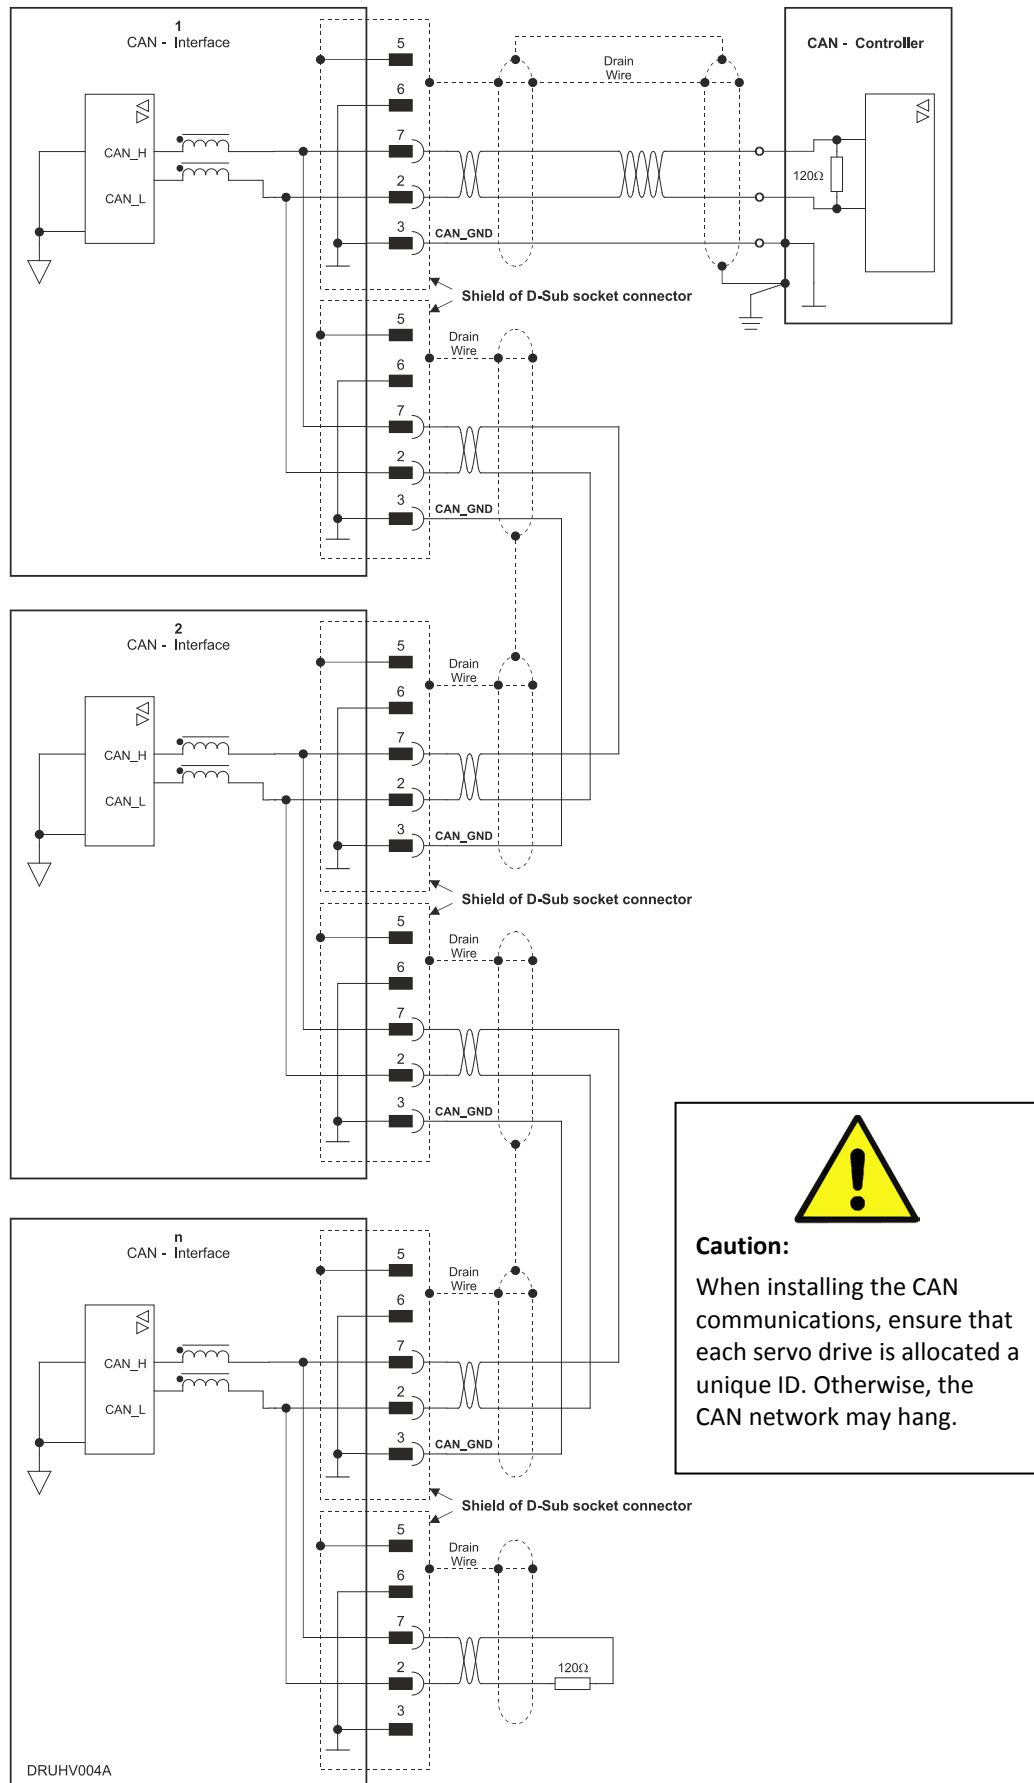 1
CAN - Interface
CAN_H
CAN_L
5
6
7
2
3
Drain
Wire
CAN_GND
CAN - Controller
120Ω
Shield of D-Sub socket connector
5
6
7
2
3
Drain
Wire
CAN_GND
2
CAN - Interface
CAN_H
CAN_L
5
6
7
2
3
Drain
Wire
CAN_GND
Shield of D-Sub socket connector
5
6
7
2
3
Drain
Wire
CAN_GND
Caution:
When installing the CAN
communications, ensure that
each servo drive is allocated a
unique ID. Otherwise, the
CAN network may hang.
n
CAN - Interface
CAN_H
CAN_L
5
6
7
2
3
Drain
Wire
CAN_GND
Shield of D-Sub socket connector
5
6
7
2
3
Drain
Wire
120Ω
DRUHV004A